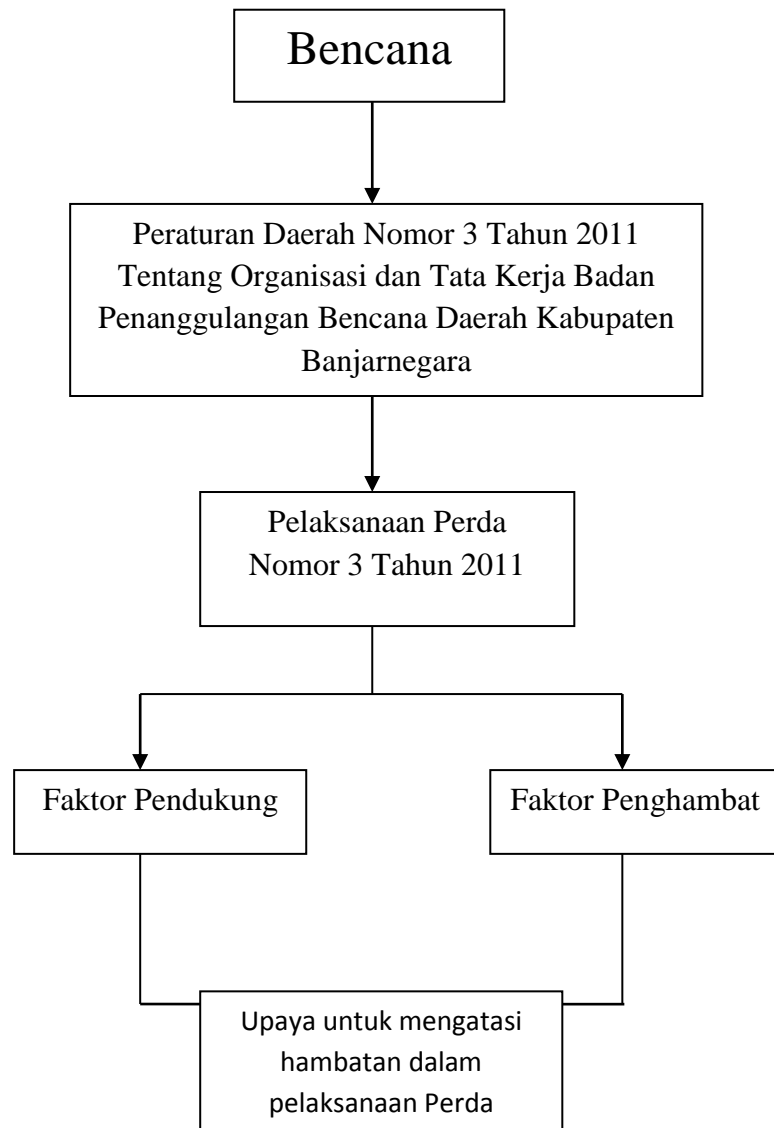 Bencana
Peraturan Daerah Nomor 3 Tahun 2011
Tentang Organisasi dan Tata Kerja Badan
Penanggulangan Bencana Daerah Kabupaten
Banjarnegara
Pelaksanaan Perda
Nomor 3 Tahun 2011
Faktor Pendukung
Faktor Penghambat
Upaya untuk mengatasi
hambatan dalam
pelaksanaan Perda